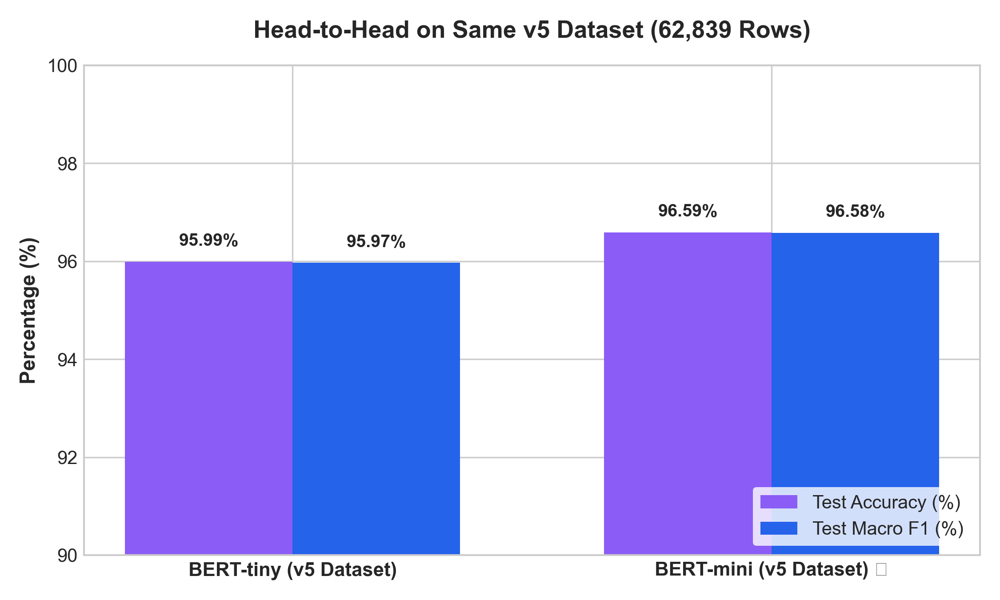 Head-to-Head on Same v5 Dataset (62,839 Rows)
Percentage (%)
100
98
96
94
92
90
95.99%
95.97%
96.59%
96.58%
Test Accuracy (%)
Test Macro F1 (%)
BERT-tiny (v5 Dataset)
BERT-mini (v5 Dataset)